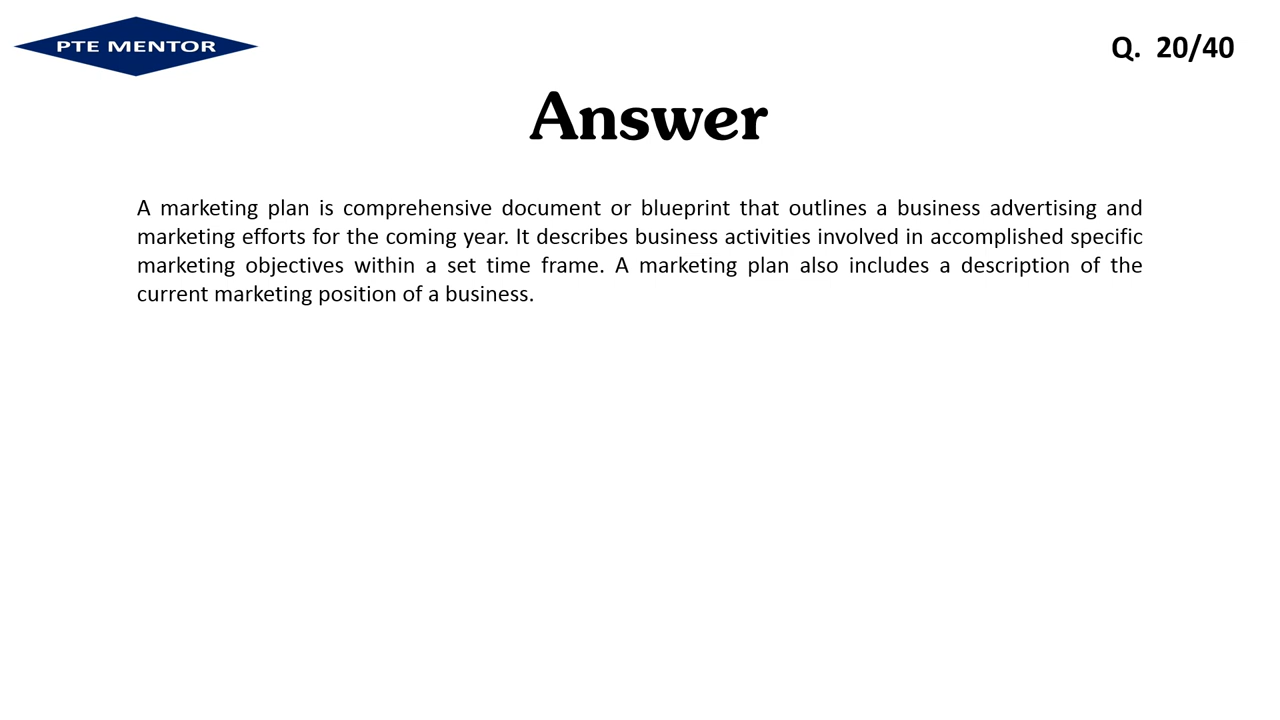 PTE MENTOR
Q. 20/40
Answer
A marketing plan is comprehensive document or blueprint that outlines a business advertising and
marketing efforts for the coming year. It describes business activities involved in accomplished specific
marketing objectives within a set time frame. A marketing plan also includes a description of the
current marketing position of a business.